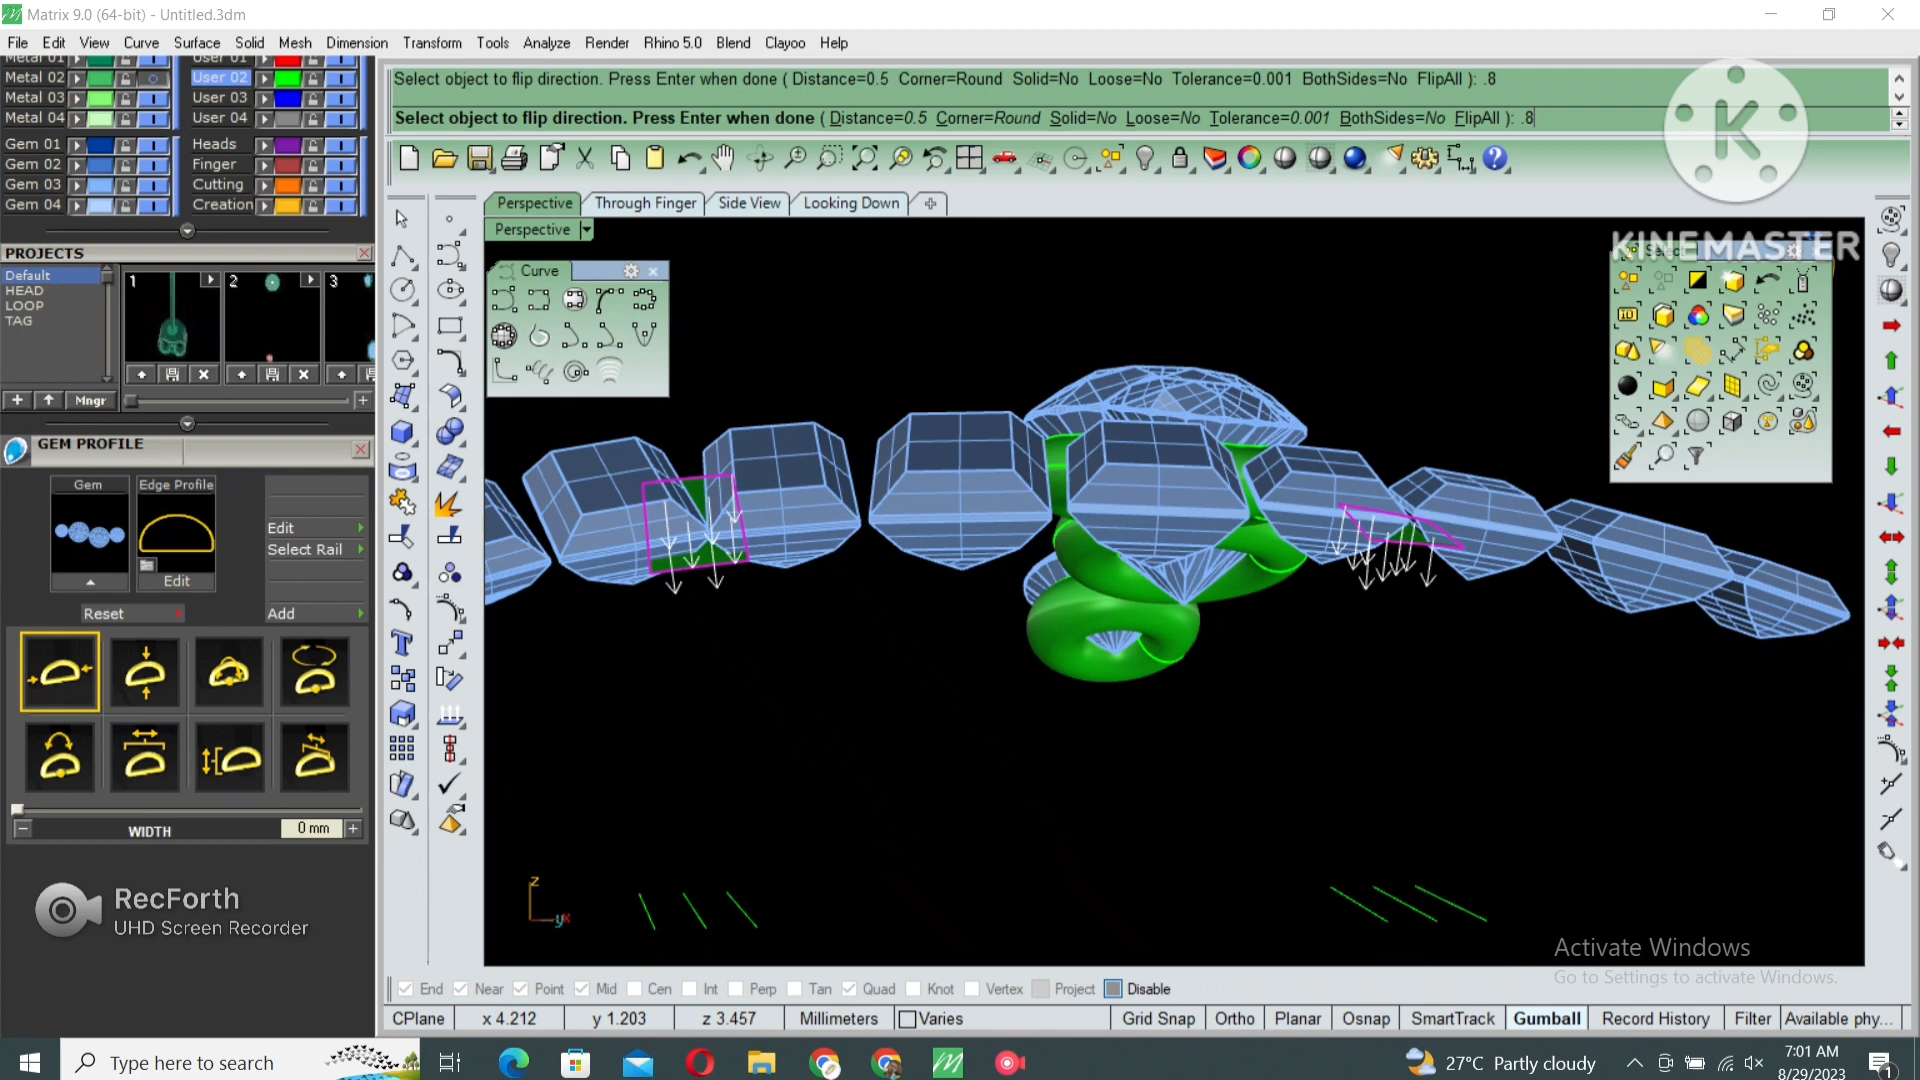 Matrix 9.0 (64-bit) - Untitled.3dm
File Edit View Curve Surface Solid Mesh Dimension Transform Tools Analyze Render Rhino 5.0 Blend Clayoo Help
Metal 01 User 01
Metal 02 User 02
Metal 03 User 03
Metal 04 User 04
Gem 01 Heads
Gem 02 Finger
Gem 03 Cutting
Gem 04 Creation
Select object to flip direction. Press Enter when done ( Distance=0.5 Corner=Round Solid=No Loose=No Tolerance=0.001 BothSides=No FlipAll ): .8
Select object to flip direction. Press Enter when done ( Distance=0.5 Corner=Round Solid=No Loose=No Tolerance=0.001 BothSides=No FlipAll ): .8
K
KINEMASTER
Perspective Through Finger Side View Looking Down
Perspective
Curve
PROJECTS
Default
HEAD
LOOP
TAG
1 2 3
Mngr
GEM PROFILE
Gem Edge Profile
Edit
Select Rail
Edit
Reset Add
WIDTH 0 mm
RecForth
UHD Screen Recorder
z
y x
Activate Windows
Go to Settings to activate Windows.
End Near Point Mid Cen Int Perp Tan Quad Knot Vertex Project Disable
CPlane x 4.212 y 1.203 z 3.457 Millimeters Varies Grid Snap Ortho Planar Osnap SmartTrack Gumball Record History Filter Available phy...
Type here to search
27°C Partly cloudy
7:01 AM
8/29/2023
1